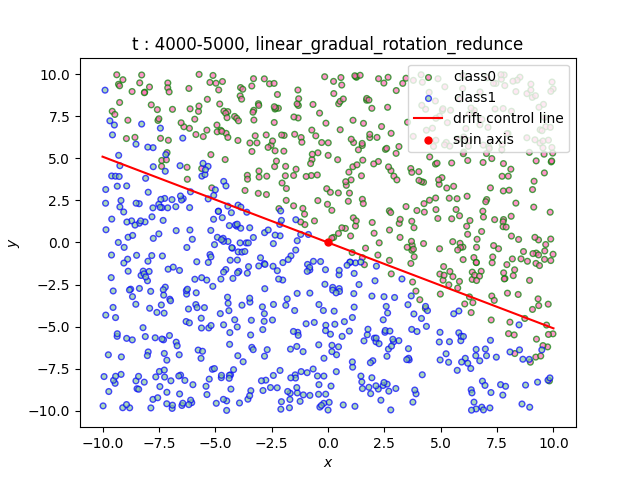 t : 4000-5000, linear_gradual_rotation_redunce
class0
class1
drift control line
spin axis
10.0
7.5
5.0
2.5
0.0
−2.5
−5.0
−7.5
−10.0
y
−10.0 −7.5 −5.0 −2.5 0.0 2.5 5.0 7.5 10.0
x